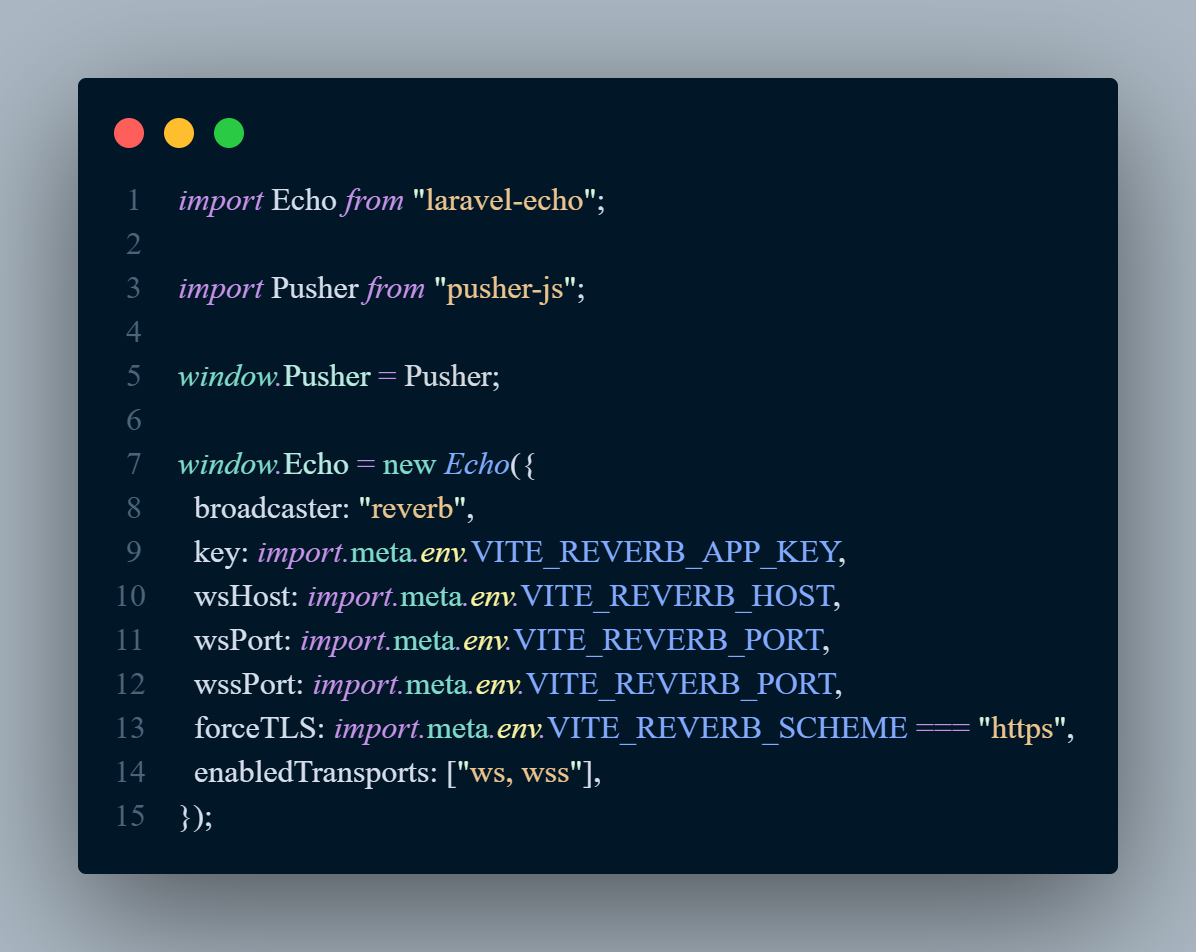 1 import Echo from "laravel-echo";
2
3 import Pusher from "pusher-js";
4
5 window.Pusher = Pusher;
6
7 window.Echo = new Echo({
8 broadcaster: "reverb",
9 key: import.meta.env.VITE_REVERB_APP_KEY,
10 wsHost: import.meta.env.VITE_REVERB_HOST,
11 wsPort: import.meta.env.VITE_REVERB_PORT,
12 wssPort: import.meta.env.VITE_REVERB_PORT,
13 forceTLS: import.meta.env.VITE_REVERB_SCHEME === "https",
14 enabledTransports: ["ws, wss"],
15 });